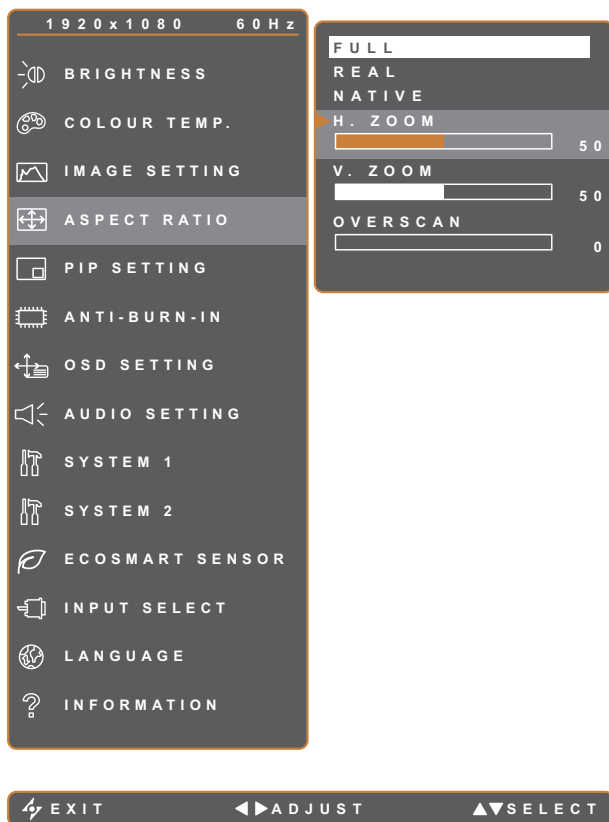 1920x1080 60Hz
BRIGHTNESS
COLOUR TEMP.
IMAGE SETTING
ASPECT RATIO
PIP SETTING
ANTI-BURN-IN
OSD SETTING
AUDIO SETTING
SYSTEM 1
SYSTEM 2
ECOSMART SENSOR
INPUT SELECT
LANGUAGE
INFORMATION
FULL
REAL
NATIVE
H. ZOOM
50
V. ZOOM
50
OVERSCAN
0
EXIT ADJUST SELECT